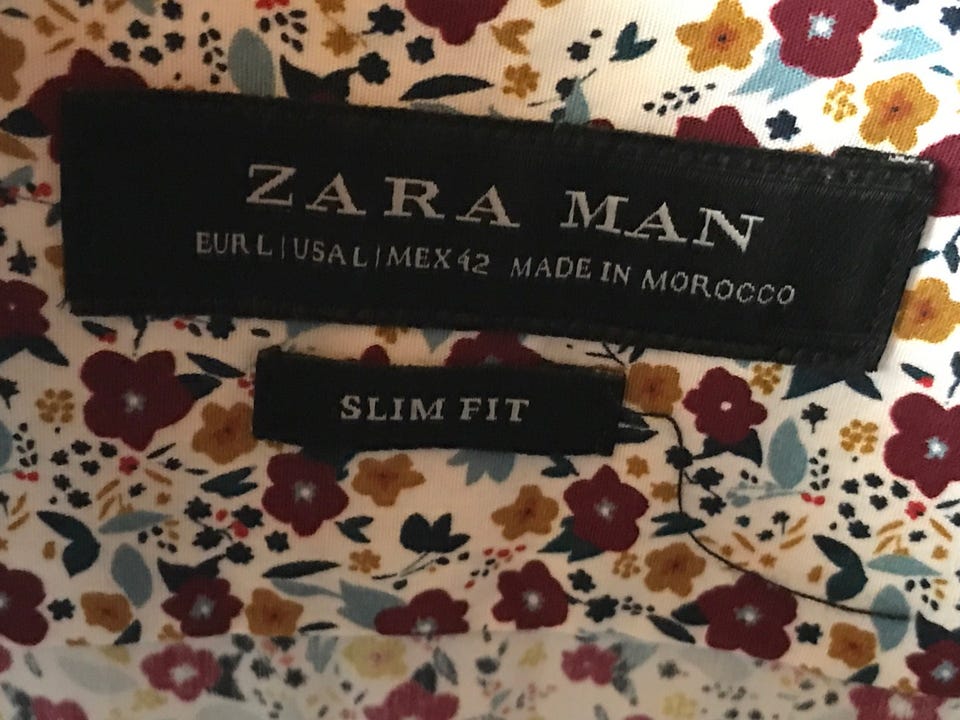 ZARA MAN
EUR L | USA L | MEX 42 MADE IN MOROCCO
SLIM FIT